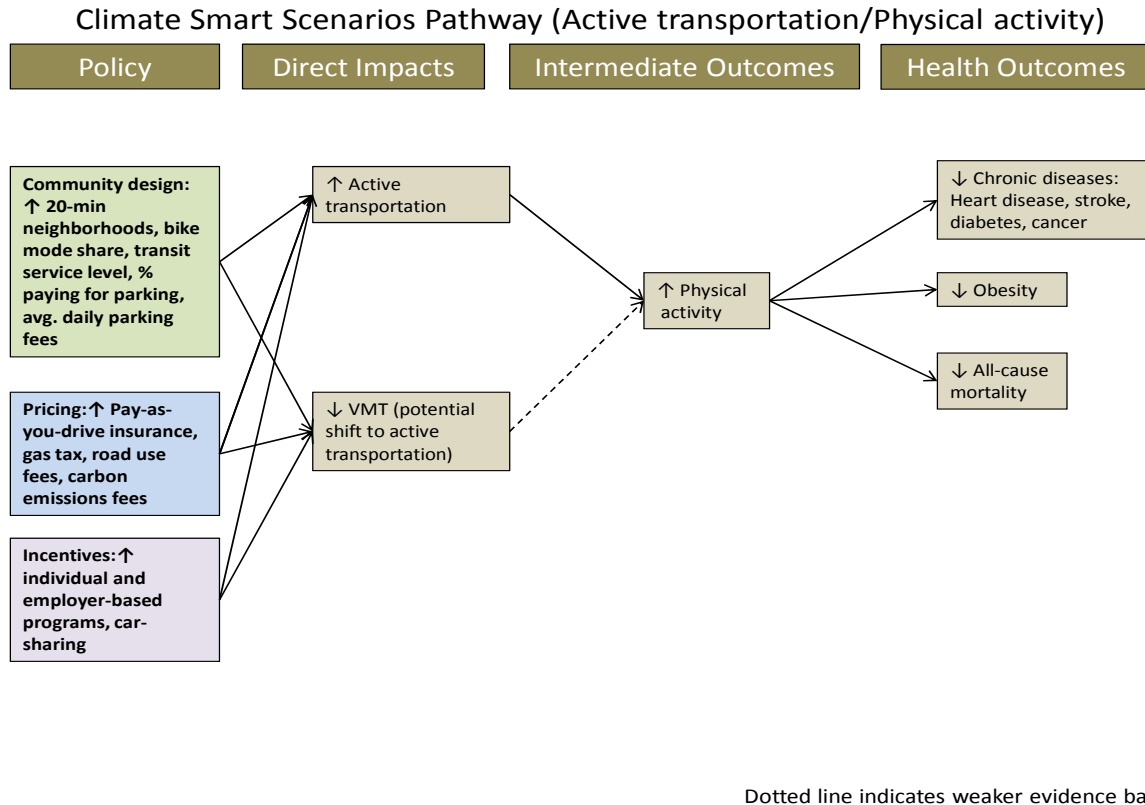 Climate Smart Scenarios Pathway (Active transportation/Physical activity)
Policy
Direct Impacts
Intermediate Outcomes
Health Outcomes
Community design:
↑ 20-min
neighborhoods, bike
mode share, transit
service level, %
paying for parking,
avg. daily parking
fees
Pricing:↑ Pay-as-
you-drive insurance,
gas tax, road use
fees, carbon
emissions fees
Incentives:↑
individual and
employer-based
programs, car-
sharing
↑ Active
transportation
↓ VMT (potential
shift to active
transportation)
↑ Physical
activity
↓ Chronic diseases:
Heart disease, stroke,
diabetes, cancer
↓ Obesity
↓ All-cause
mortality
Dotted line indicates weaker evidence ba